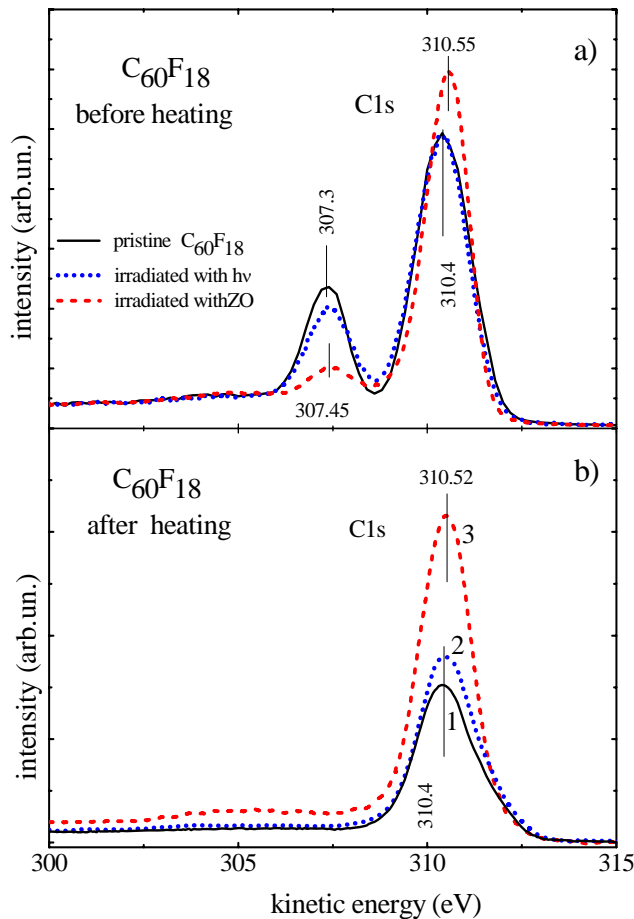 310.55
a)
C60F18
before heating
C1s
307.3
pristine C60F18
irradiated with hν
irradiated withZO
310.4
307.45
intensity (arb.un.)
310.52
b)
C60F18
after heating
C1s
3
2
1
310.4
intensity (arb.un.)
300 305 310 315
kinetic energy (eV)